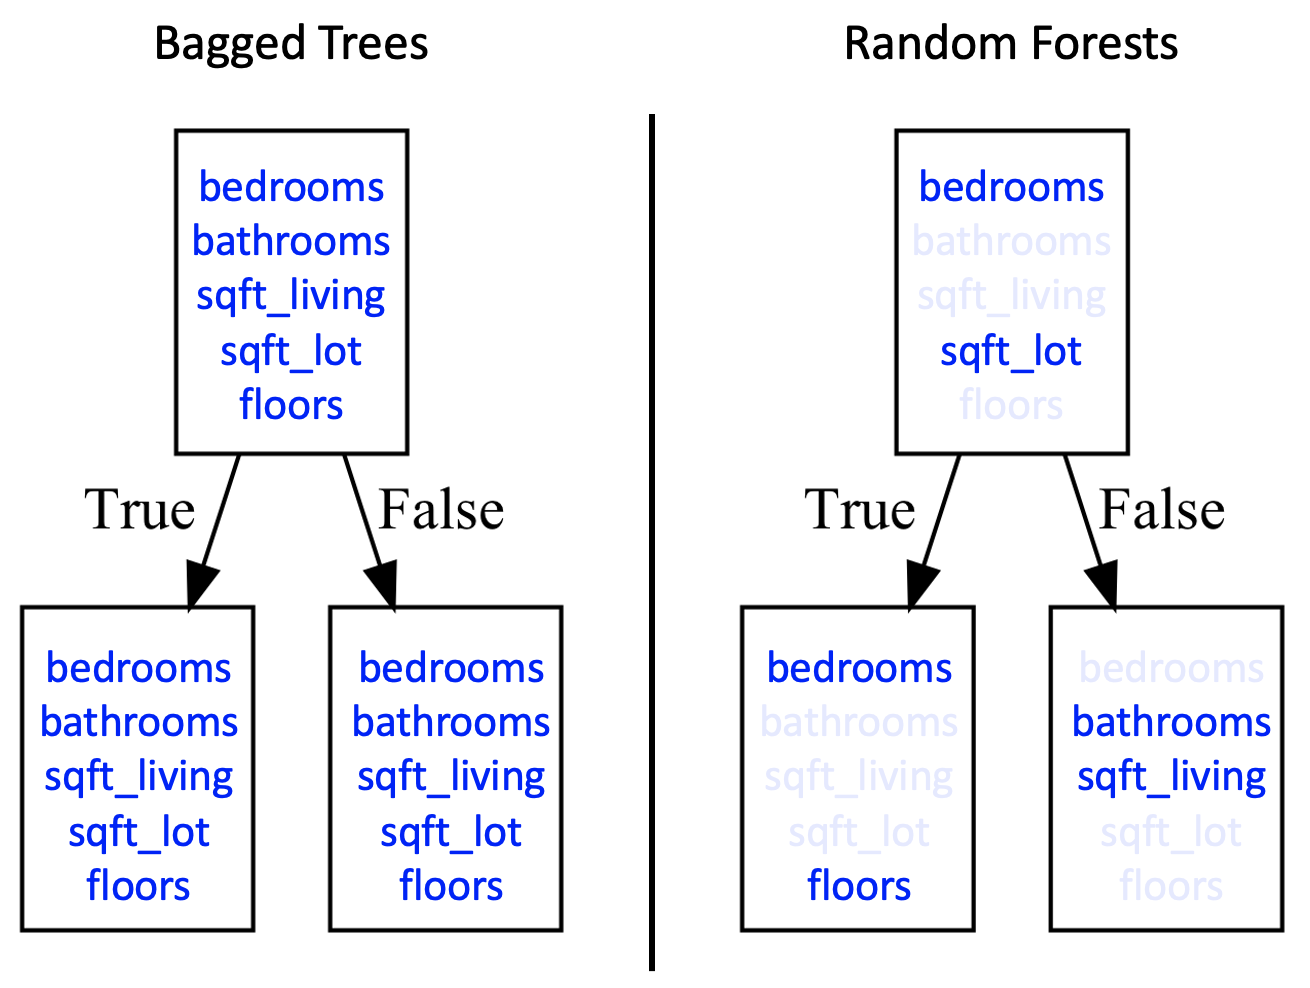 Bagged Trees
bedrooms
bathrooms
sqft_living
sqft_lot
floors
True
False
bedrooms
bathrooms
sqft_living
sqft_lot
floors
bedrooms
bathrooms
sqft_living
sqft_lot
floors
Random Forests
bedrooms
bathrooms
sqft_living
sqft_lot
floors
True
False
bedrooms
bathrooms
sqft_living
sqft_lot
floors
bedrooms
bathrooms
sqft_living
sqft_lot
floors